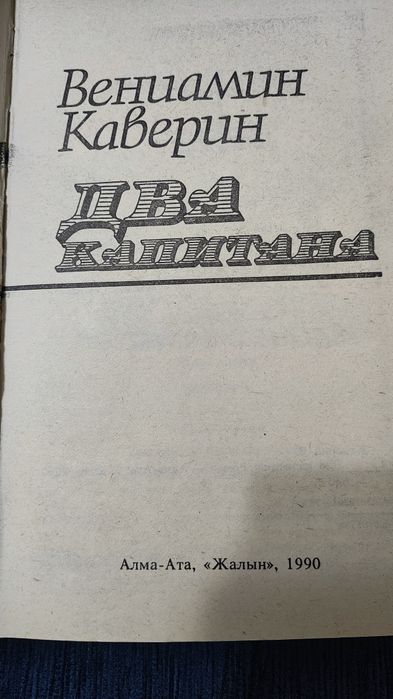 Вениамин
Каверин
ДВА
КАПИТАНА
Алма-Ата, «Жалын», 1990